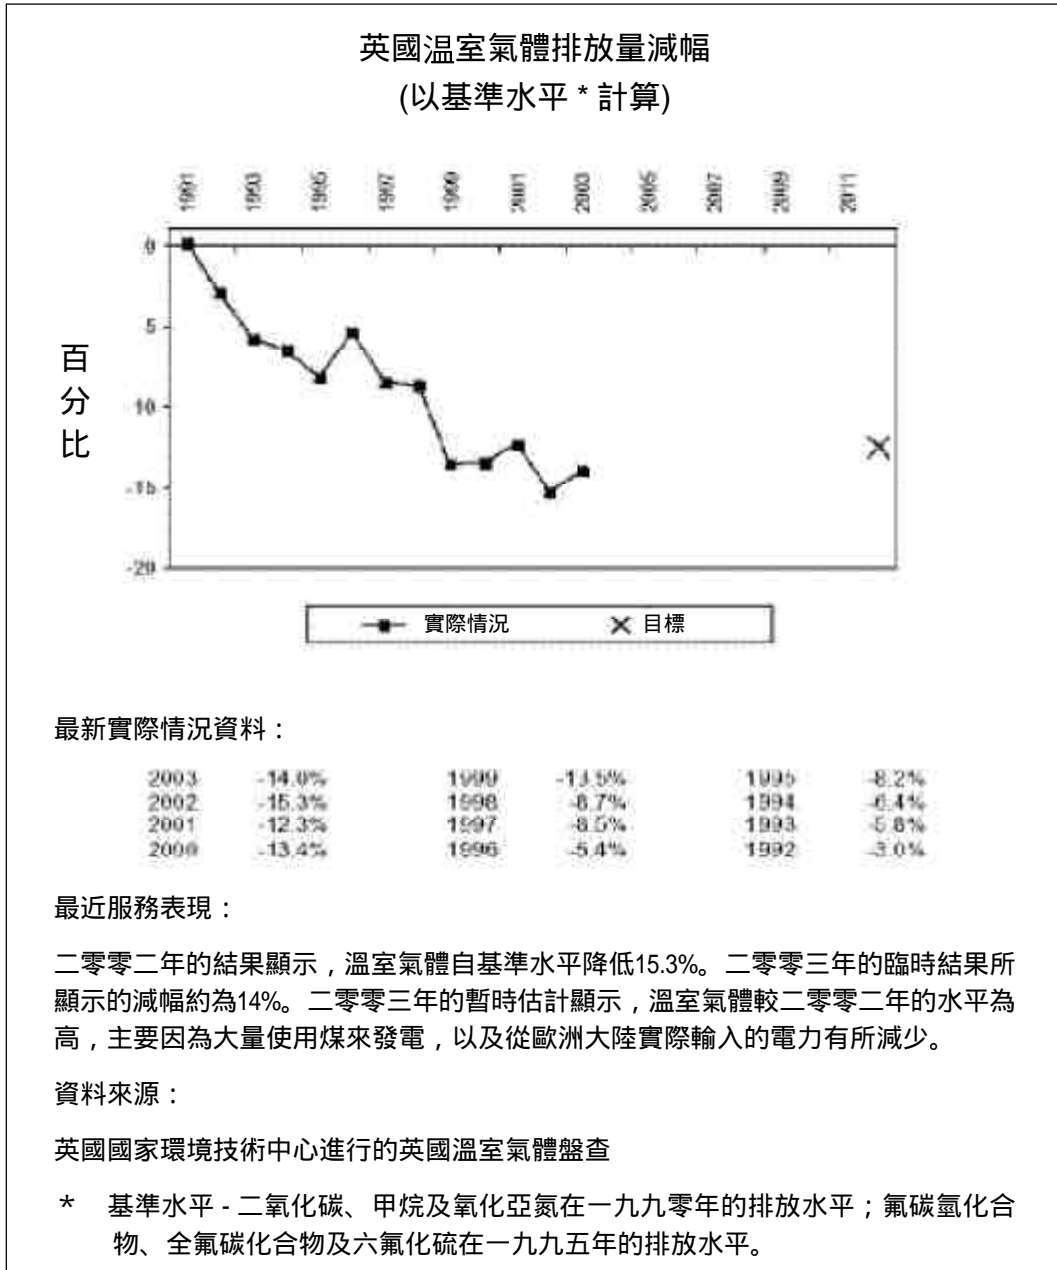 英國温室氣體排放量減幅
(以基準水平 * 計算)
1991 1993 1995 1997 1999 2001 2003 2005 2007 2009 2011
0
5
-10
-15
-20
百分比
實際情況 目標
最新實際情況資料：
2003 -14.0% 1999 -13.5% 1995 -8.2%
2002 -15.3% 1998 -8.7% 1994 -6.4%
2001 -12.3% 1997 -8.5% 1993 -5.8%
2000 -13.4% 1996 -5.4% 1992 -3.0%
最近服務表現：
二零零二年的結果顯示，溫室氣體自基準水平降低15.3%。二零零三年的臨時結果所
顯示的減幅約為14%。二零零三年的暫時估計顯示，溫室氣體較二零零二年的水平為
高，主要因為大量使用煤來發電，以及從歐洲大陸實際輸入的電力有所減少。
資料來源：
英國國家環境技術中心進行的英國溫室氣體盤查
* 基準水平 - 二氧化碳、甲烷及氧化亞氮在一九九零年的排放水平；氟碳氫化合
物、全氟碳化合物及六氟化硫在一九九五年的排放水平。